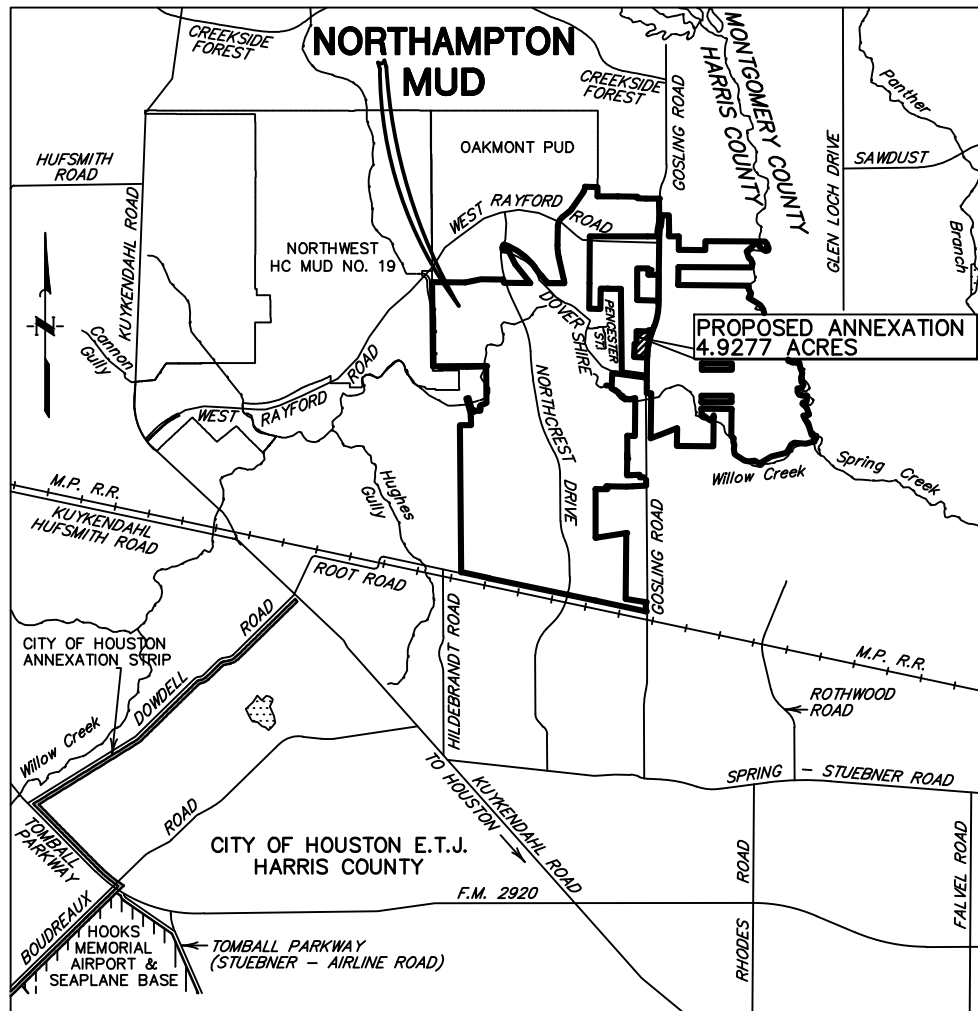 NORTHAMPTON
MUD
CREEKSIDE
FOREST
CREEKSIDE
FOREST
MONTGOMERY COUNTY
HARRIS COUNTY
GOSLING ROAD
GLEN LOCH DRIVE
Panther
Branch
SAWDUST
HUFSMITH
ROAD
KUYKENDAHL ROAD
OAKMONT PUD
WEST RAYFORD
ROAD
NORTHWEST
HC MUD NO. 19
N
Cannon
Gully
DOVER SHIRE
PENCESTER
ST.
PROPOSED ANNEXATION
4.9277 ACRES
WEST RAYFORD
ROAD
NORTHCREST
DRIVE
Hughes
Gully
Willow Creek
Spring Creek
M.P. R.R.
KUYKENDAHL
HUFSMITH ROAD
ROOT ROAD
GOSLING ROAD
HILDEBRANDT ROAD
M.P. R.R.
ROTHWOOD
ROAD
CITY OF HOUSTON
ANNEXATION STRIP
DOWDELL
ROAD
Willow Creek
TOMBALL
PARKWAY
ROAD
SPRING - STUEBNER ROAD
KUYKENDAHL ROAD
TO HOUSTON
CITY OF HOUSTON E.T.J.
HARRIS COUNTY
F.M. 2920
RHODES
ROAD
FALVEL ROAD
BOUDREAUX
HOOKS
MEMORIAL
AIRPORT &
SEAPLANE BASE
TOMBALL PARKWAY
(STUEBNER - AIRLINE ROAD)